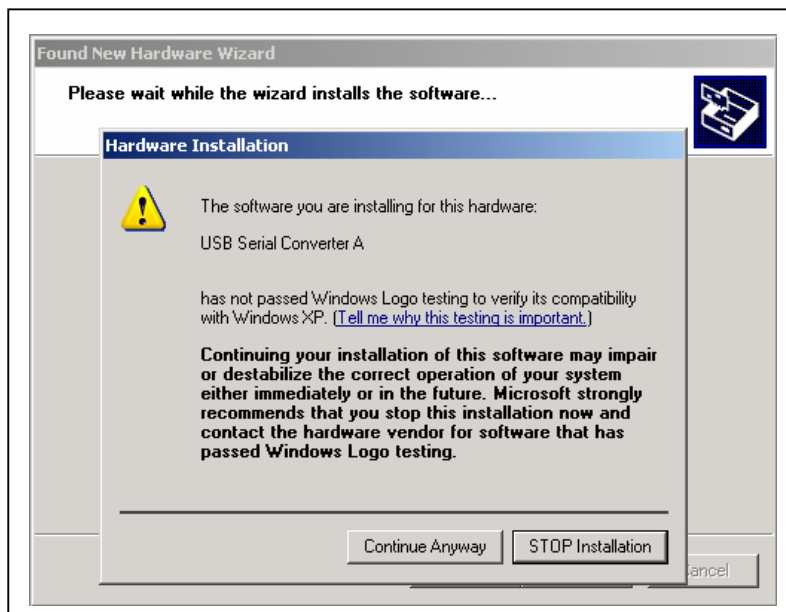 Found New Hardware Wizard
Please wait while the wizard installs the software...
Hardware Installation
The software you are installing for this hardware:
USB Serial Converter A
has not passed Windows Logo testing to verify its compatibility
with Windows XP. (Tell me why this testing is important.)
Continuing your installation of this software may impair
or destabilize the correct operation of your system
either immediately or in the future. Microsoft strongly
recommends that you stop this installation now and
contact the hardware vendor for software that has
passed Windows Logo testing.
Continue Anyway
STOP Installation
Cancel